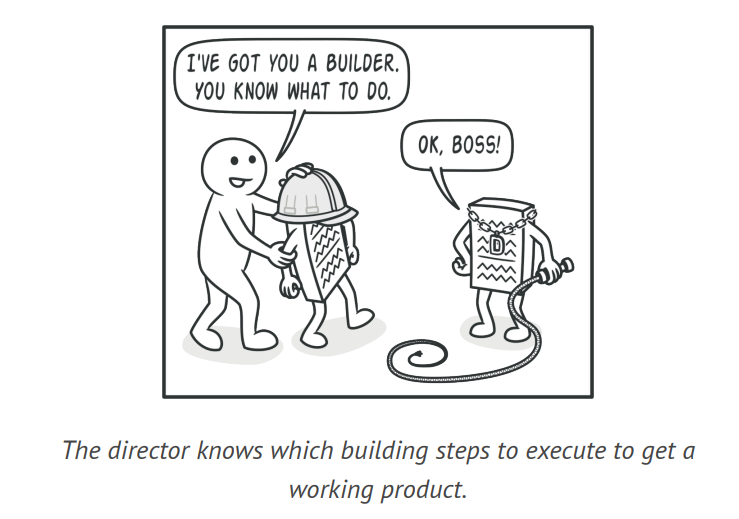 I'VE GOT YOU A BUILDER.
YOU KNOW WHAT TO DO.
OK, BOSS!
D
The director knows which building steps to execute to get a
working product.